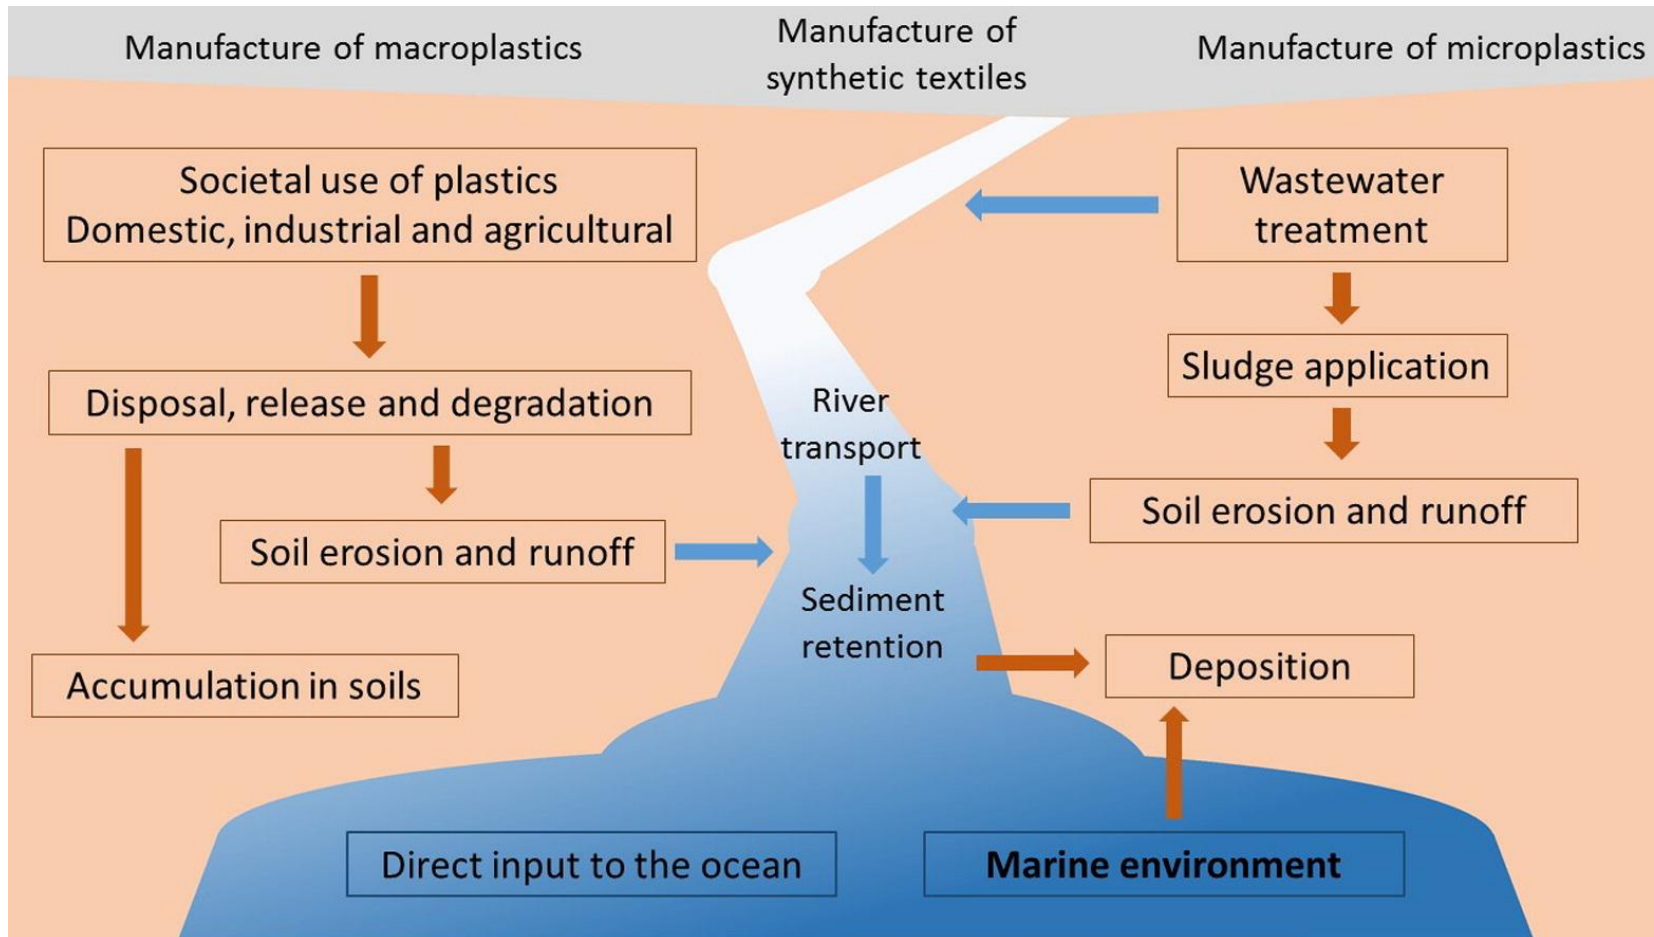 Manufacture of macroplastics
Manufacture of
synthetic textiles
Manufacture of microplastics
Societal use of plastics
Domestic, industrial and agricultural
Wastewater
treatment
Disposal, release and degradation
Sludge application
River
transport
Soil erosion and runoff
Soil erosion and runoff
Sediment
retention
Accumulation in soils
Deposition
Direct input to the ocean
Marine environment